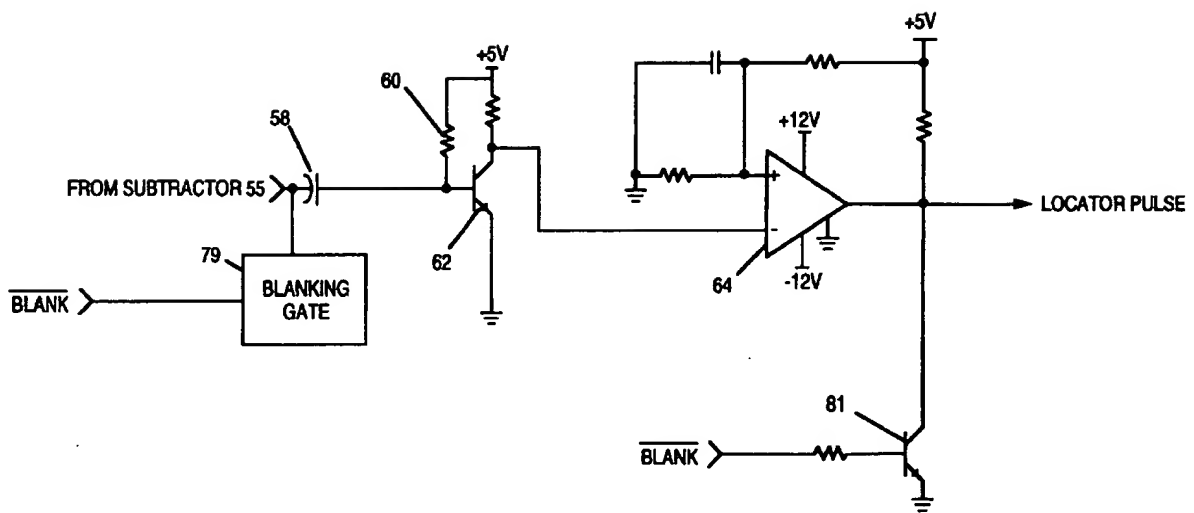 +5V
+5V
60
58
+12V
FROM SUBTRACTOR 55
+
LOCATOR PULSE
-
62
79
64
-12V
BLANKING
GATE
BLANK
81
BLANK